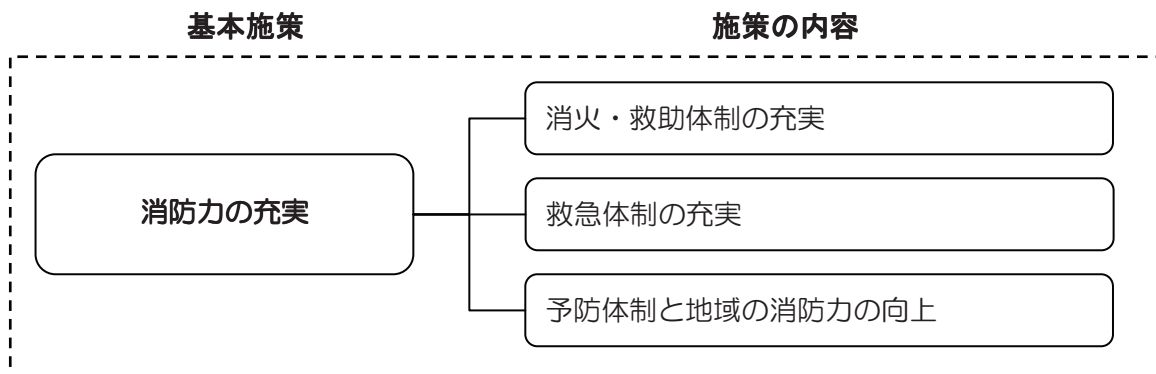 基本施策
施策の内容
消防力の充実
消火・救助体制の充実
救急体制の充実
予防体制と地域の消防力の向上